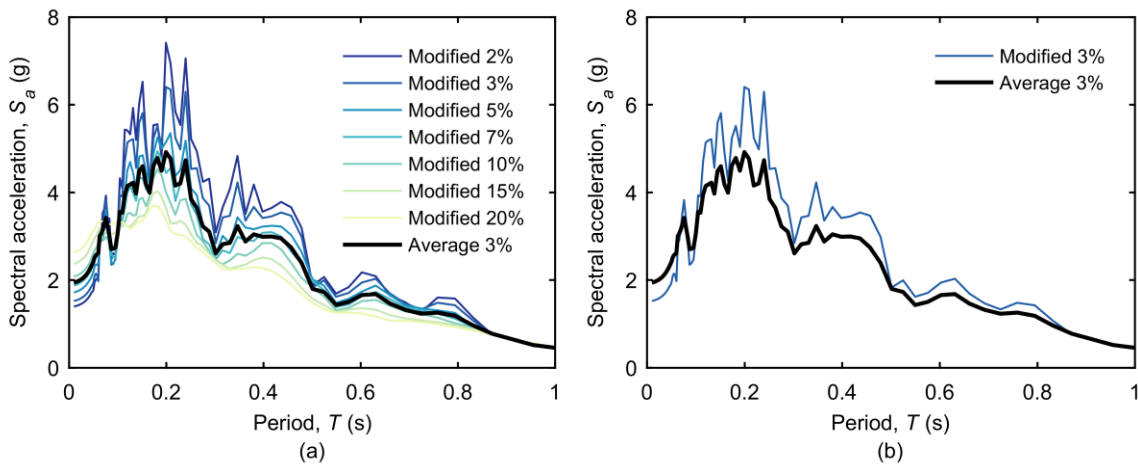 8
6
4
2
0
Spectral acceleration, Sa (g)
Modified 2%
Modified 3%
Modified 5%
Modified 7%
Modified 10%
Modified 15%
Modified 20%
Average 3%
0 0.2 0.4 0.6 0.8 1
Period, T (s)
(a)
8
6
4
2
0
Spectral acceleration, Sa (g)
Modified 3%
Average 3%
0 0.2 0.4 0.6 0.8 1
Period, T (s)
(b)